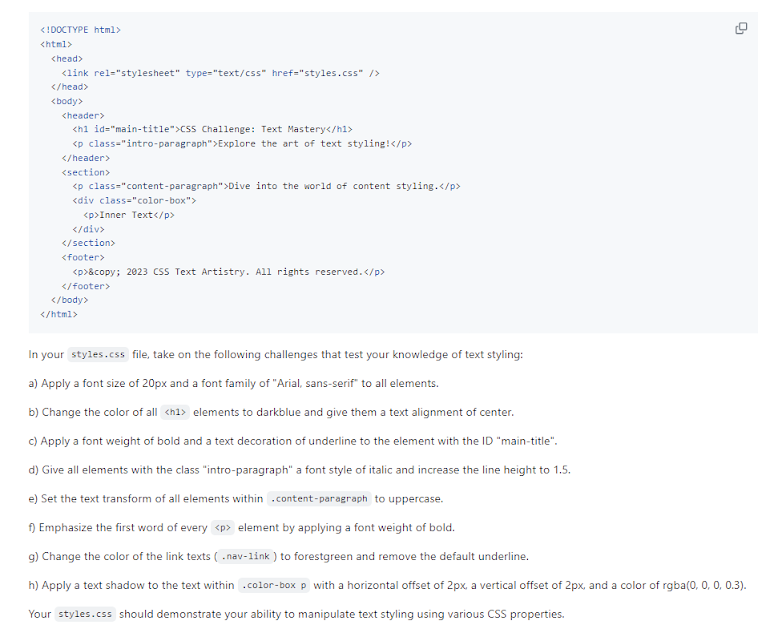 <!DOCTYPE html>
<html>
  <head>
    <link rel="stylesheet" type="text/css" href="styles.css" />
  </head>
  <body>
    <header>
      <h1 id="main-title">CSS Challenge: Text Mastery</h1>
      <p class="intro-paragraph">Explore the art of text styling!</p>
    </header>
    <section>
      <p class="content-paragraph">Dive into the world of content styling.</p>
      <div class="color-box">
        <p>Inner Text</p>
      </div>
    </section>
    <footer>
      <p>&copy; 2023 CSS Text Artistry. All rights reserved.</p>
    </footer>
  </body>
</html>
In your styles.css file, take on the following challenges that test your knowledge of text styling:
a) Apply a font size of 20px and a font family of "Arial, sans-serif" to all elements.
b) Change the color of all <h1> elements to darkblue and give them a text alignment of center.
c) Apply a font weight of bold and a text decoration of underline to the element with the ID "main-title".
d) Give all elements with the class "intro-paragraph" a font style of italic and increase the line height to 1.5.
e) Set the text transform of all elements within .content-paragraph to uppercase.
f) Emphasize the first word of every <p> element by applying a font weight of bold.
g) Change the color of the link texts ( .nav-link ) to forestgreen and remove the default underline.
h) Apply a text shadow to the text within .color-box p with a horizontal offset of 2px, a vertical offset of 2px, and a color of rgba(0, 0, 0, 0.3).
Your styles.css should demonstrate your ability to manipulate text styling using various CSS properties.